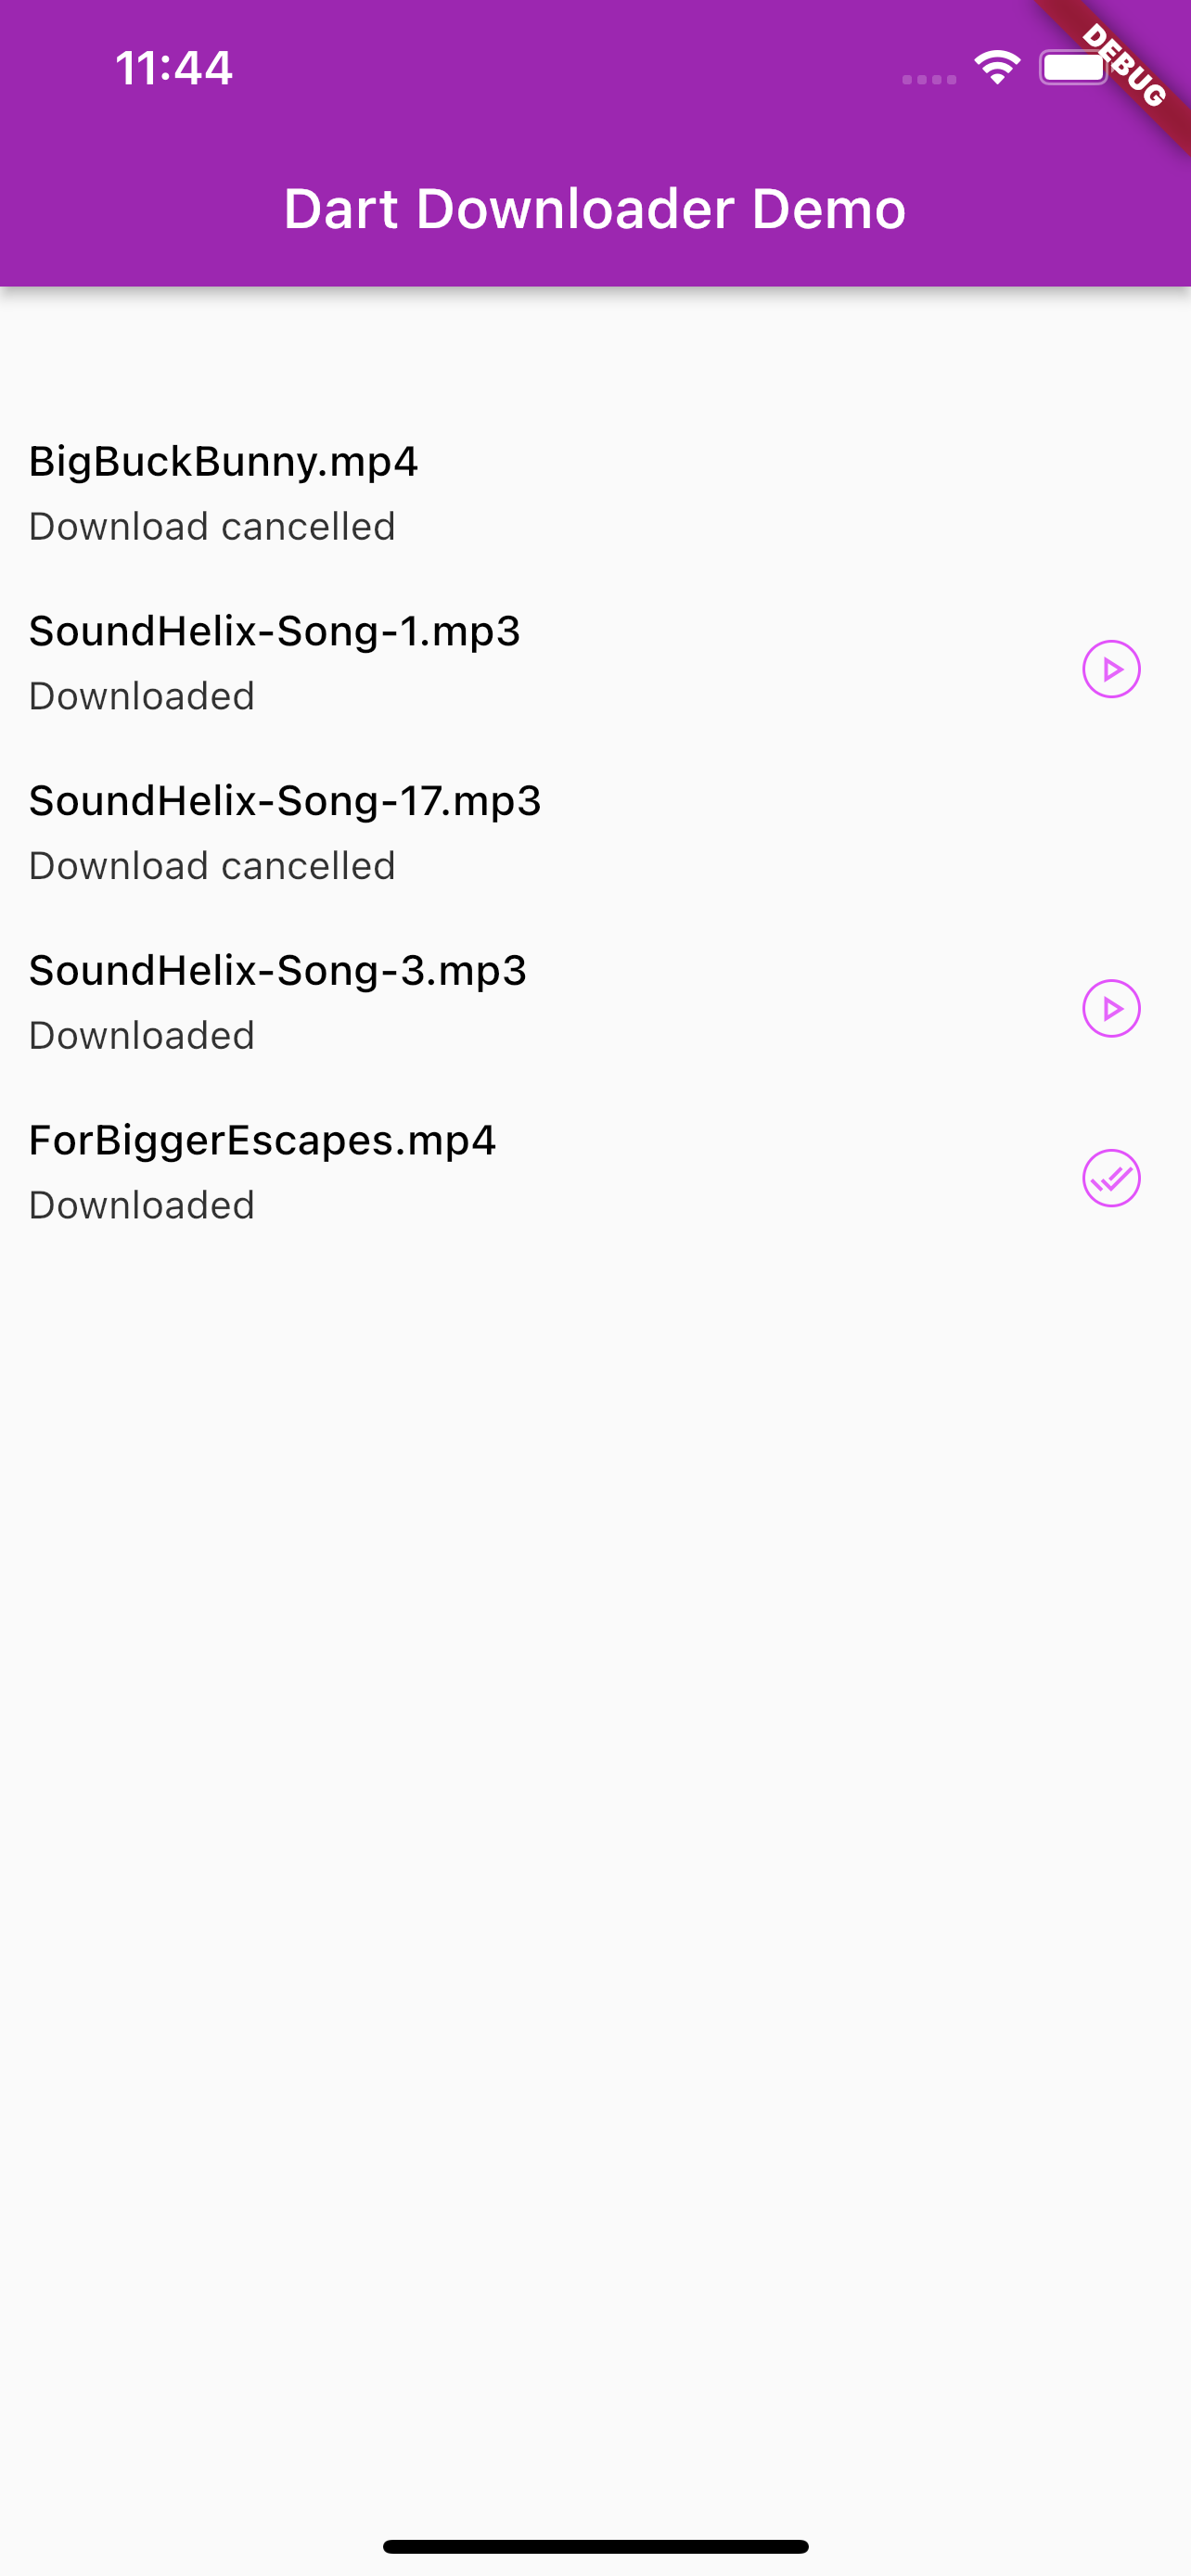 11:44
DEBUG
Dart Downloader Demo
BigBuckBunny.mp4
Download cancelled
SoundHelix-Song-1.mp3
Downloaded
SoundHelix-Song-17.mp3
Download cancelled
SoundHelix-Song-3.mp3
Downloaded
ForBiggerEscapes.mp4
Downloaded